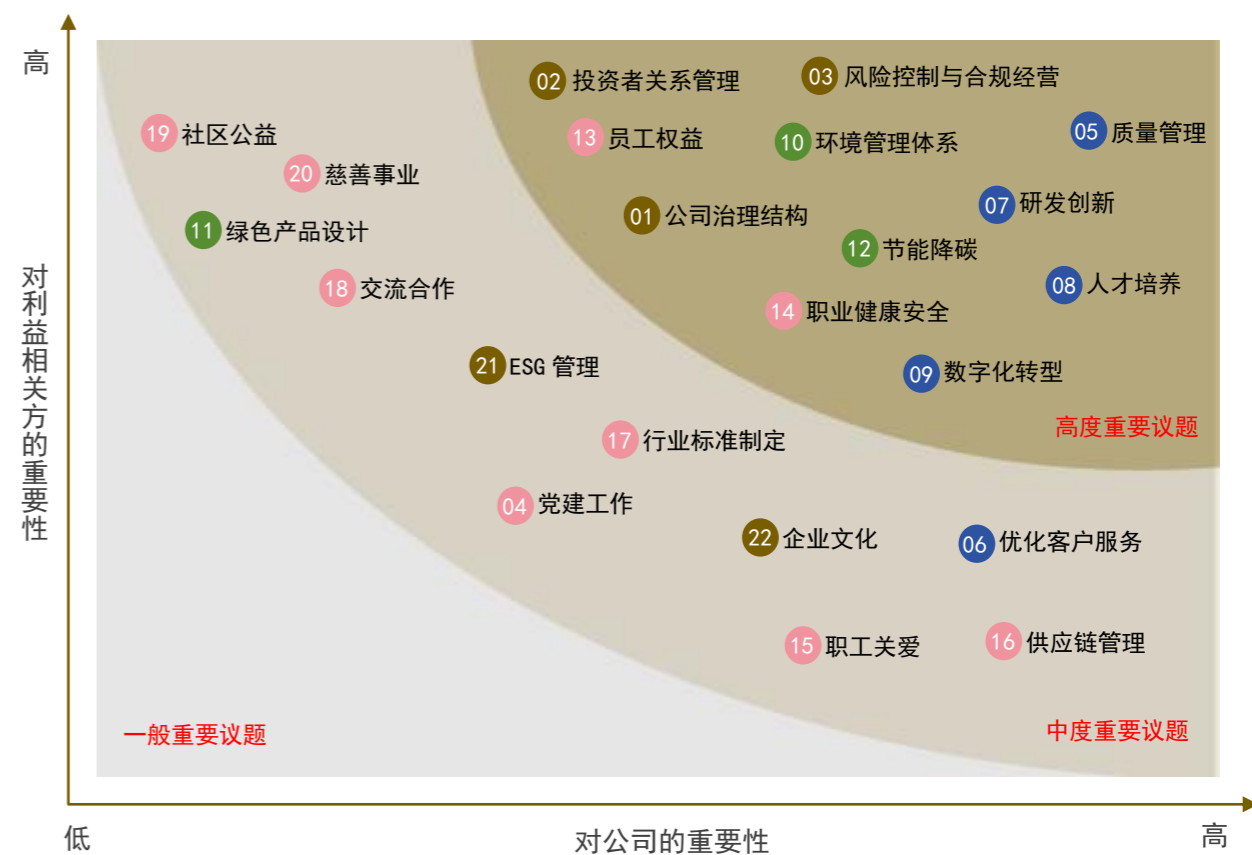 高
02 投资者关系管理
03 风险控制与合规经营
19 社区公益
13 员工权益
10 环境管理体系
05 质量管理
20 慈善事业
07 研发创新
01 公司治理结构
11 绿色产品设计
12 节能降碳
18 交流合作
08 人才培养
14 职业健康安全
21 ESG 管理
09 数字化转型
高度重要议题
17 行业标准制定
04 党建工作
22 企业文化
06 优化客户服务
15 职工关爱
16 供应链管理
一般重要议题
中度重要议题
对利益相关方的重要性
低
对公司的重要性
高